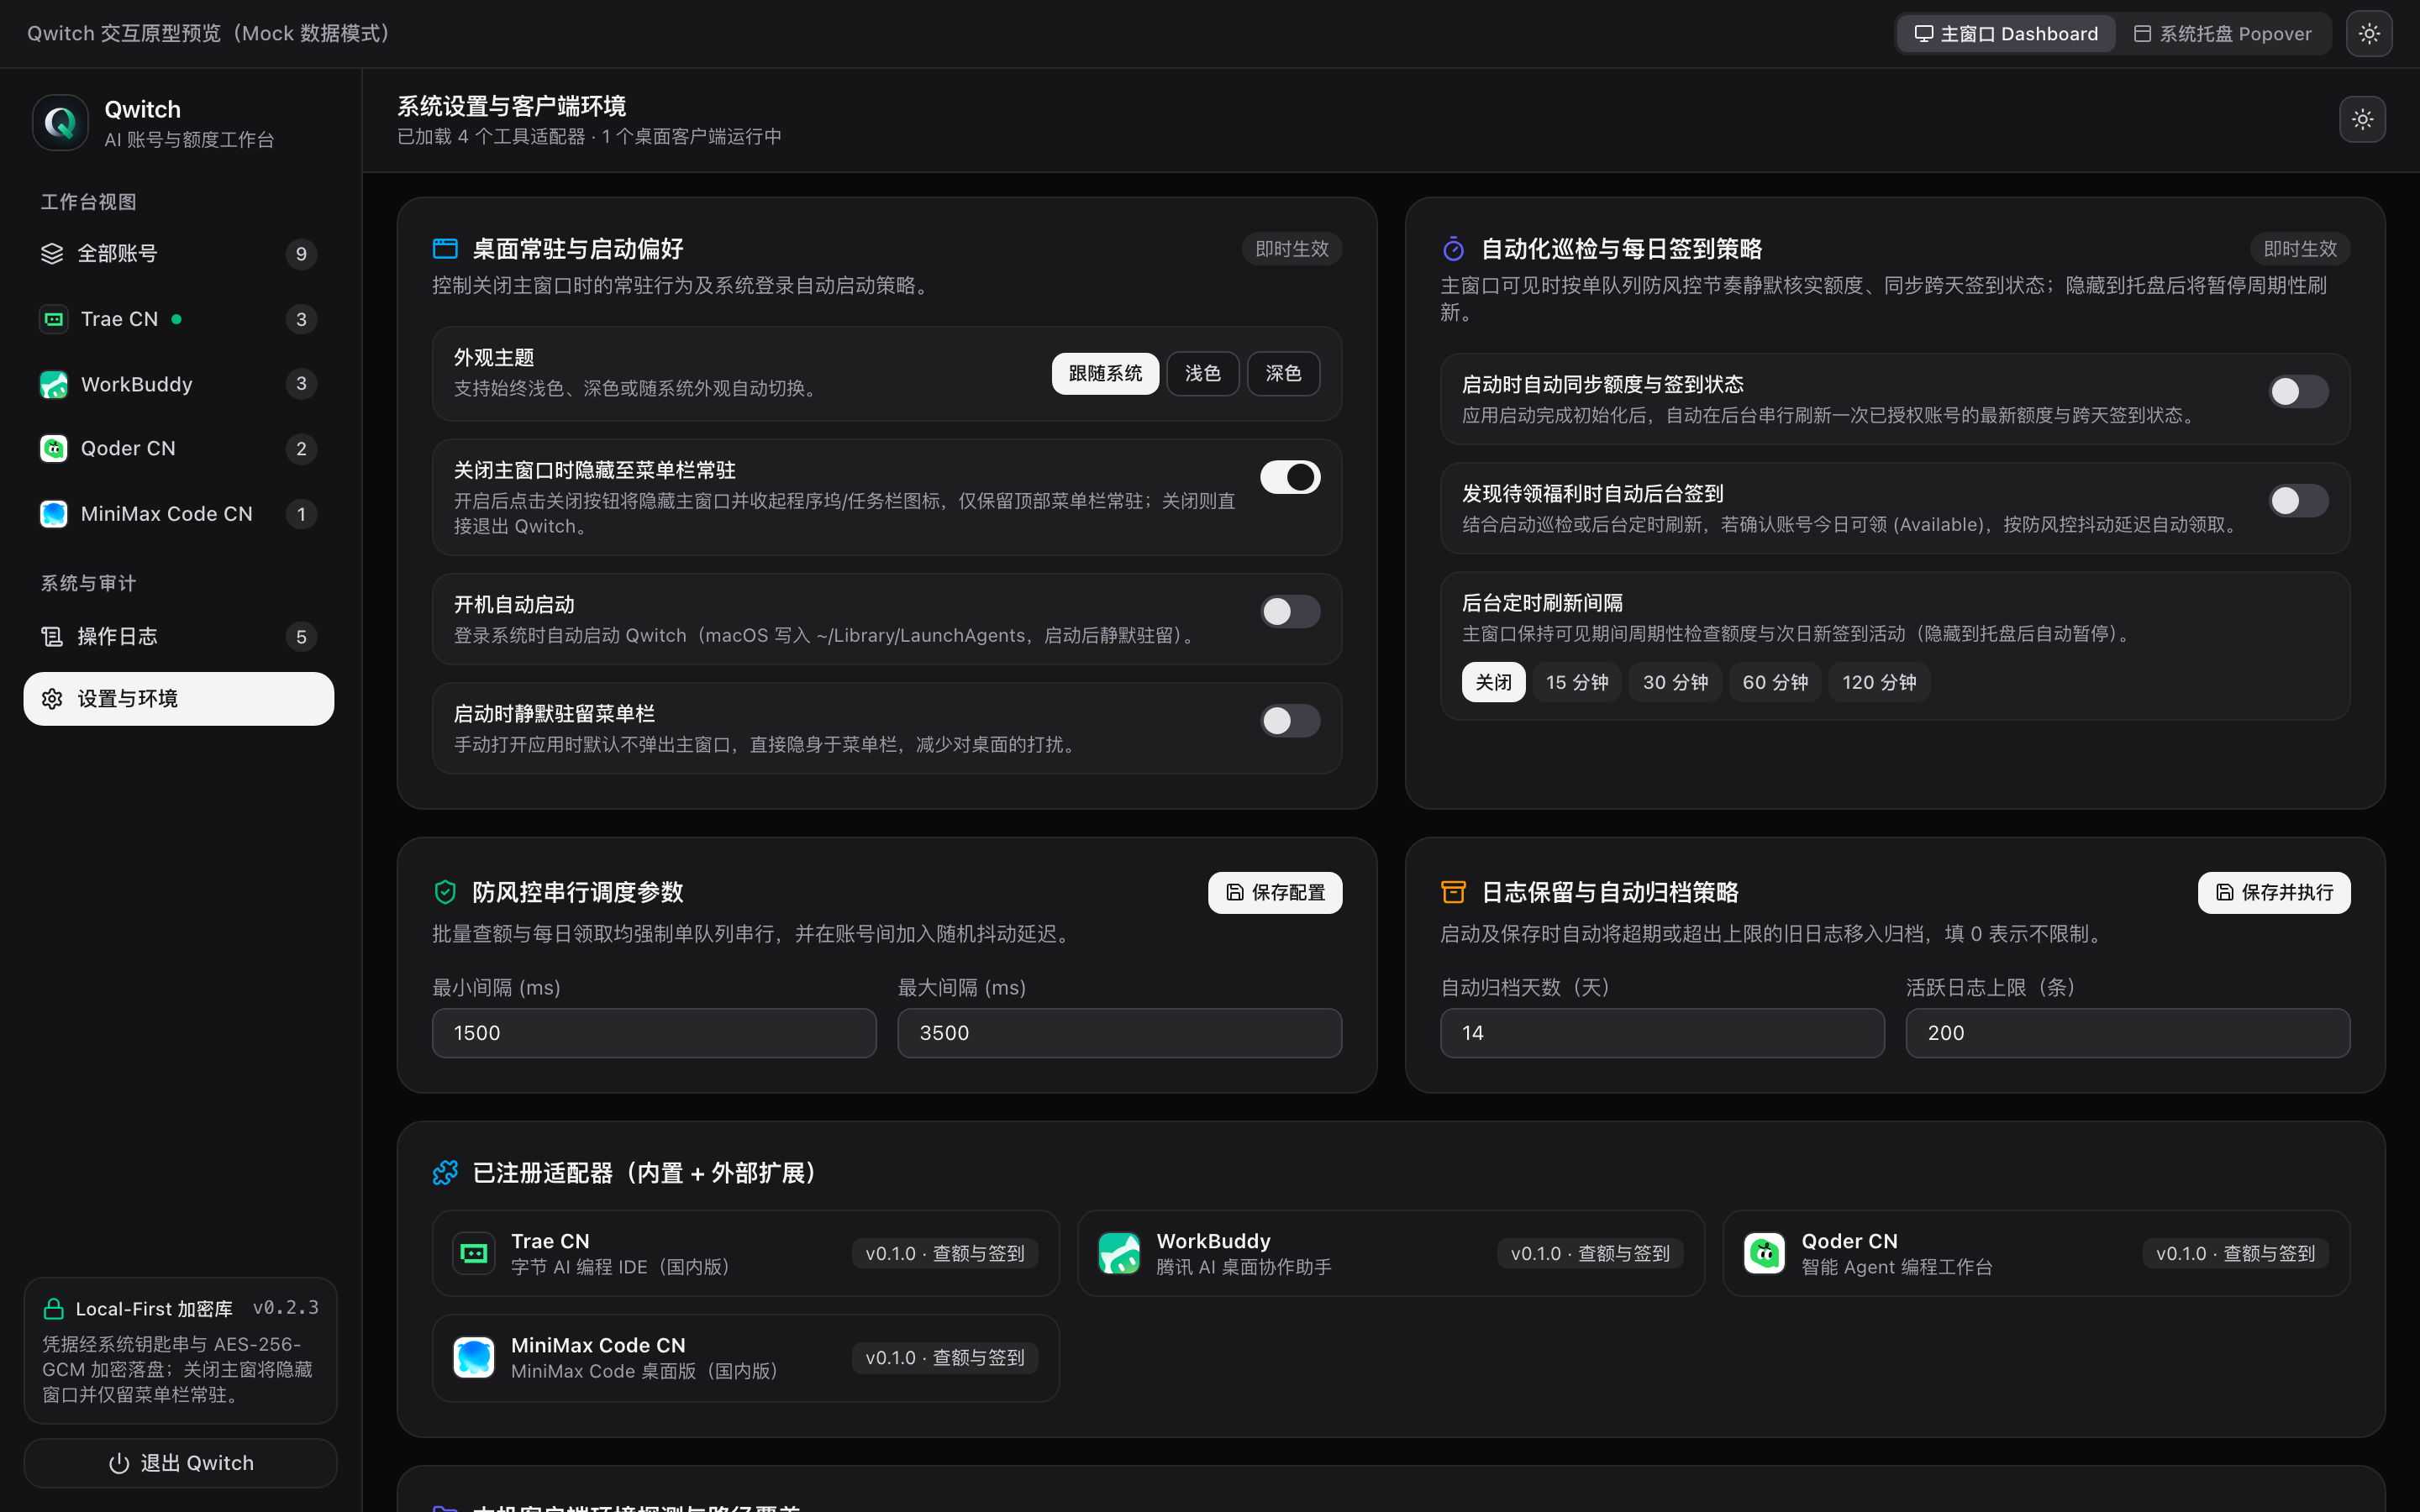 Qwitch 交互原型预览（Mock 数据模式）
主窗口 Dashboard
系统托盘 Popover
Qwitch
AI 账号与额度工作台
工作台视图
全部账号
9
Trae CN
3
WorkBuddy
3
Qoder CN
2
MiniMax Code CN
1
系统与审计
操作日志
5
设置与环境
Local-First 加密库 v0.2.3
凭据经系统钥匙串与 AES-256-
GCM 加密落盘；关闭主窗将隐藏
窗口并仅留菜单栏常驻。
退出 Qwitch
系统设置与客户端环境
已加载 4 个工具适配器 · 1 个桌面客户端运行中
桌面常驻与启动偏好
即时生效
控制关闭主窗口时的常驻行为及系统登录自动启动策略。
外观主题
支持始终浅色、深色或随系统外观自动切换。
跟随系统
浅色
深色
关闭主窗口时隐藏至菜单栏常驻
开启后点击关闭按钮将隐藏主窗口并收起程序坞/任务栏图标，仅保留顶部菜单栏常驻；关闭则直
接退出 Qwitch。
开机自动启动
登录系统时自动启动 Qwitch（macOS 写入 ~/Library/LaunchAgents，启动后静默驻留）。
启动时静默驻留菜单栏
手动打开应用时默认不弹出主窗口，直接隐身于菜单栏，减少对桌面的打扰。
自动化巡检与每日签到策略
即时生效
主窗口可见时按单队列防风控节奏静默核实额度、同步跨天签到状态；隐藏到托盘后将暂停周期性刷
新。
启动时自动同步额度与签到状态
应用启动完成初始化后，自动在后台串行刷新一次已授权账号的最新额度与跨天签到状态。
发现待领福利时自动后台签到
结合启动巡检或后台定时刷新，若确认账号今日可领 (Available)，按防风控抖动延迟自动领取。
后台定时刷新间隔
主窗口保持可见期间周期性检查额度与次日新签到活动（隐藏到托盘后自动暂停）。
关闭
15 分钟
30 分钟
60 分钟
120 分钟
防风控串行调度参数
保存配置
批量查额与每日领取均强制单队列串行，并在账号间加入随机抖动延迟。
最小间隔 (ms)
最大间隔 (ms)
1500
3500
日志保留与自动归档策略
保存并执行
启动及保存时自动将超期或超出上限的旧日志移入归档，填 0 表示不限制。
自动归档天数（天）
活跃日志上限（条）
14
200
已注册适配器（内置 + 外部扩展）
Trae CN
字节 AI 编程 IDE（国内版）
v0.1.0 · 查额与签到
WorkBuddy
腾讯 AI 桌面协作助手
v0.1.0 · 查额与签到
Qoder CN
智能 Agent 编程工作台
v0.1.0 · 查额与签到
MiniMax Code CN
MiniMax Code 桌面版（国内版）
v0.1.0 · 查额与签到
本机客户端环境探测与路径覆盖